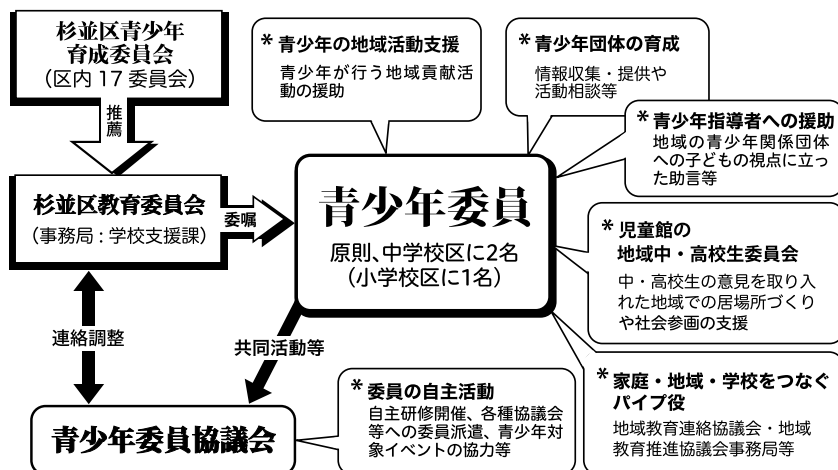 杉並区青少年
育成委員会
（区内 17 委員会）
推薦
杉並区教育委員会
（事務局：学校支援課）
委嘱
連絡調整
青少年委員
原則、中学校区に2名
（小学校区に1名）
共同活動等
青少年委員協議会
＊青少年の地域活動支援
青少年が行う地域貢献活
動の援助
＊青少年団体の育成
情報収集・提供や
活動相談等
＊青少年指導者への援助
地域の青少年関係団体
への子どもの視点に立っ
た助言等
＊児童館の
地域中・高校生委員会
中・高校生の意見を取り入
れた地域での居場所づくり
や社会参画の支援
＊家庭・地域・学校をつなぐ
パイプ役
地域教育連絡協議会・地域
教育推進協議会事務局等
＊委員の自主活動
自主研修開催、各種協議会
等への委員派遣、青少年対
象イベントの協力等